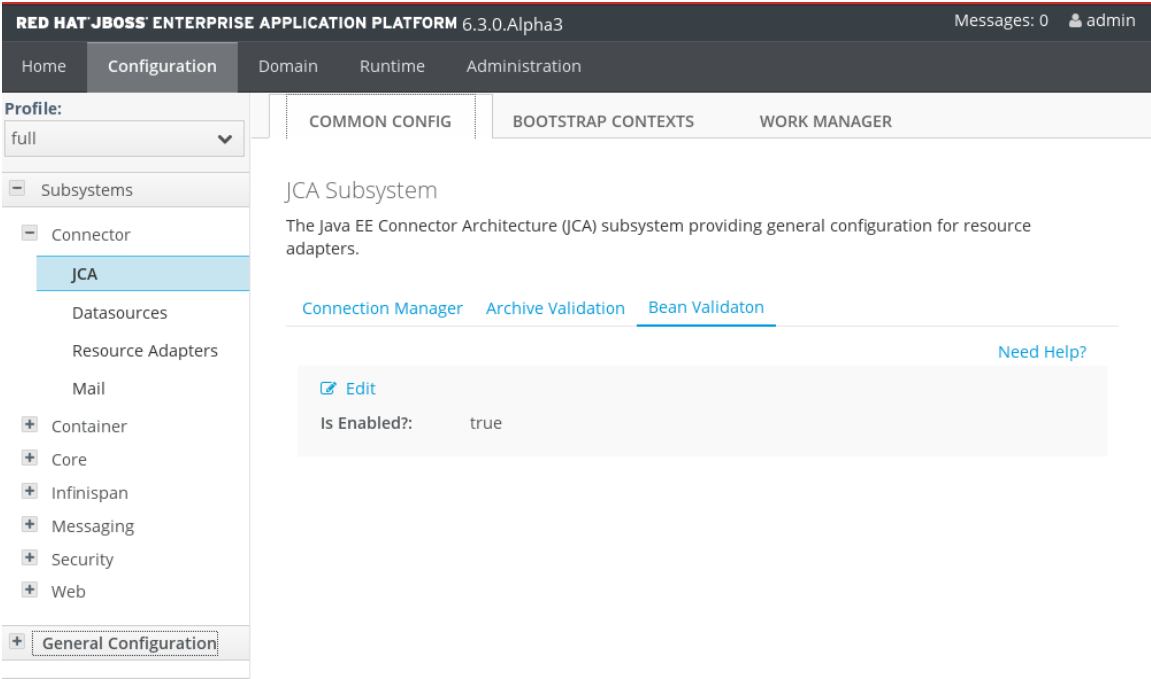 RED HAT JBOSS ENTERPRISE APPLICATION PLATFORM 6.3.0.Alpha3
Messages: 0 admin
Home Configuration Domain Runtime Administration
Profile:
full
COMMON CONFIG BOOTSTRAP CONTEXTS WORK MANAGER
Subsystems
Connector
JCA
Datasources
Resource Adapters
Mail
Container
Core
Infinispan
Messaging
Security
Web
General Configuration
JCA Subsystem
The Java EE Connector Architecture (JCA) subsystem providing general configuration for resource
adapters.
Connection Manager Archive Validation Bean Validaton
Need Help?
Edit
Is Enabled?: true